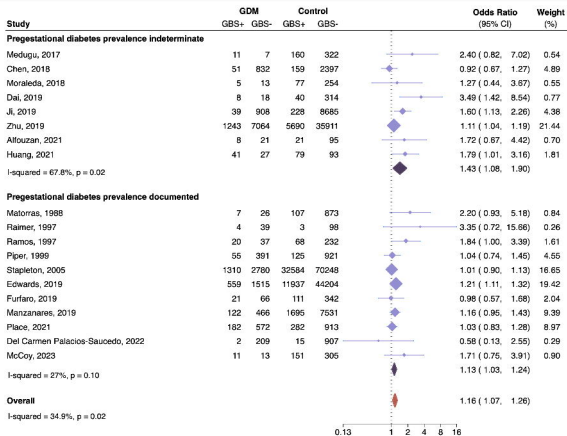 GDM Control Odds Ratio Weight
Study GBS+ GBS- GBS+ GBS- (95% CI) (%)
Pregestational diabetes prevalence indeterminate
Medugu, 2017 11 7 160 322 2.40 ( 0.82, 7.02) 0.54
Chen, 2018 51 832 159 2397 0.92 ( 0.67, 1.27) 4.89
Moraleda, 2018 5 13 77 254 1.27 ( 0.44, 3.67) 0.55
Dai, 2019 8 18 40 314 3.49 ( 1.42, 8.54) 0.77
Ji, 2019 39 908 228 8685 1.60 ( 1.13, 2.26) 4.38
Zhu, 2019 1243 7064 5690 35911 1.11 ( 1.04, 1.19) 21.44
Alfouzan, 2021 8 21 21 95 1.72 ( 0.67, 4.42) 0.70
Huang, 2021 41 27 79 93 1.79 ( 1.01, 3.16) 1.81
I-squared = 67.8%, p = 0.02 1.43 ( 1.08, 1.90)
Pregestational diabetes prevalence documented
Matorras, 1988 7 26 107 873 2.20 ( 0.93, 5.18) 0.84
Raimer, 1997 4 39 3 98 3.35 ( 0.72, 15.66) 0.26
Ramos, 1997 20 37 68 232 1.84 ( 1.00, 3.39) 1.61
Piper, 1999 55 391 125 921 1.04 ( 0.74, 1.45) 4.55
Stapleton, 2005 1310 2780 32584 70248 1.01 ( 0.90, 1.13) 16.65
Edwards, 2019 559 1515 11937 44204 1.21 ( 1.11, 1.32) 19.42
Furfaro, 2019 21 66 111 342 0.98 ( 0.57, 1.68) 2.04
Manzanares, 2019 122 466 1695 7531 1.16 ( 0.95, 1.43) 9.39
Place, 2021 182 572 282 913 1.03 ( 0.83, 1.28) 8.97
Del Carmen Palacios-Saucedo, 2022 2 209 15 907 0.58 ( 0.13, 2.55) 0.29
McCoy, 2023 11 13 151 305 1.71 ( 0.75, 3.91) 0.90
I-squared = 27%, p = 0.10 1.13 ( 1.03, 1.24)
Overall 1.16 ( 1.07, 1.26)
I-squared = 34.9%, p = 0.02
0.13 1 2 4 8 16